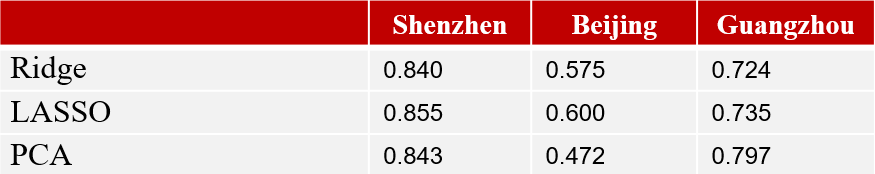 Shenzhen Beijing Guangzhou
Ridge 0.840 0.575 0.724
LASSO 0.855 0.600 0.735
PCA 0.843 0.472 0.797